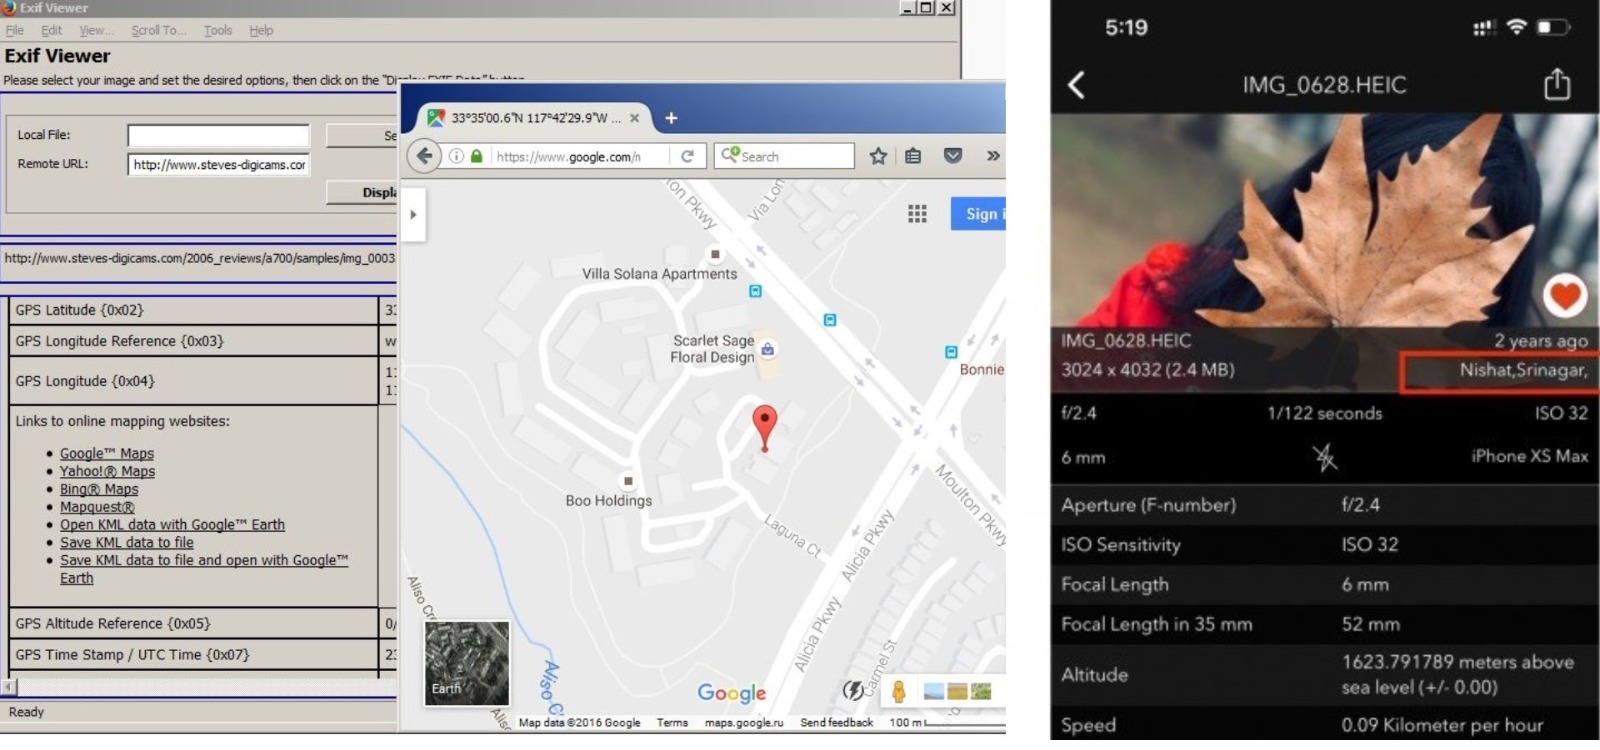 Exif Viewer
File Edit View... Scroll To... Tools Help
Exif Viewer
Please select your image and set the desired options, then click on the "Display EXIF Data" button
Local File:
Remote URL: http://www.steves-digicams.cor
Displa
http://www.steves-digicams.com/2006_reviews/a700/samples/img_0003
GPS Latitude {0x02}
GPS Longitude Reference {0x03} w
GPS Longitude {0x04}
Links to online mapping websites:
Google™ Maps
Yahoo!® Maps
Bing® Maps
Mapquest®
Open KML data with Google™ Earth
Save KML data to file
Save KML data to file and open with Google™
Earth
GPS Altitude Reference {0x05} 0/
GPS Time Stamp / UTC Time {0x07}
Ready
33°35'00.6"N 117°42'29.9"W ...
https://www.google.com/n
Search
Sign i
ton Pkwy
Via Lon
Villa Solana Apartments
Scarlet Sage
Floral Design
Bonnie
Boo Holdings
Laguna Ct
Moulton Pkwy
Alicia Pkwy
Alicia Pkwy
Carmel St
Aliso Cr
Aliso C
Aliso
Earth
Google
Map data ©2016 Google Terms maps.google.ru Send feedback 100 m
5:19
IMG_0628.HEIC
IMG_0628.HEIC 2 years ago
3024 x 4032 (2.4 MB) Nishat,Srinagar,
f/2.4 1/122 seconds ISO 32
6 mm iPhone XS Max
Aperture (F-number) f/2.4
ISO Sensitivity ISO 32
Focal Length 6 mm
Focal Length in 35 mm 52 mm
Altitude 1623.791789 meters above
sea level (+/- 0.00)
Speed 0.09 Kilometer per hour